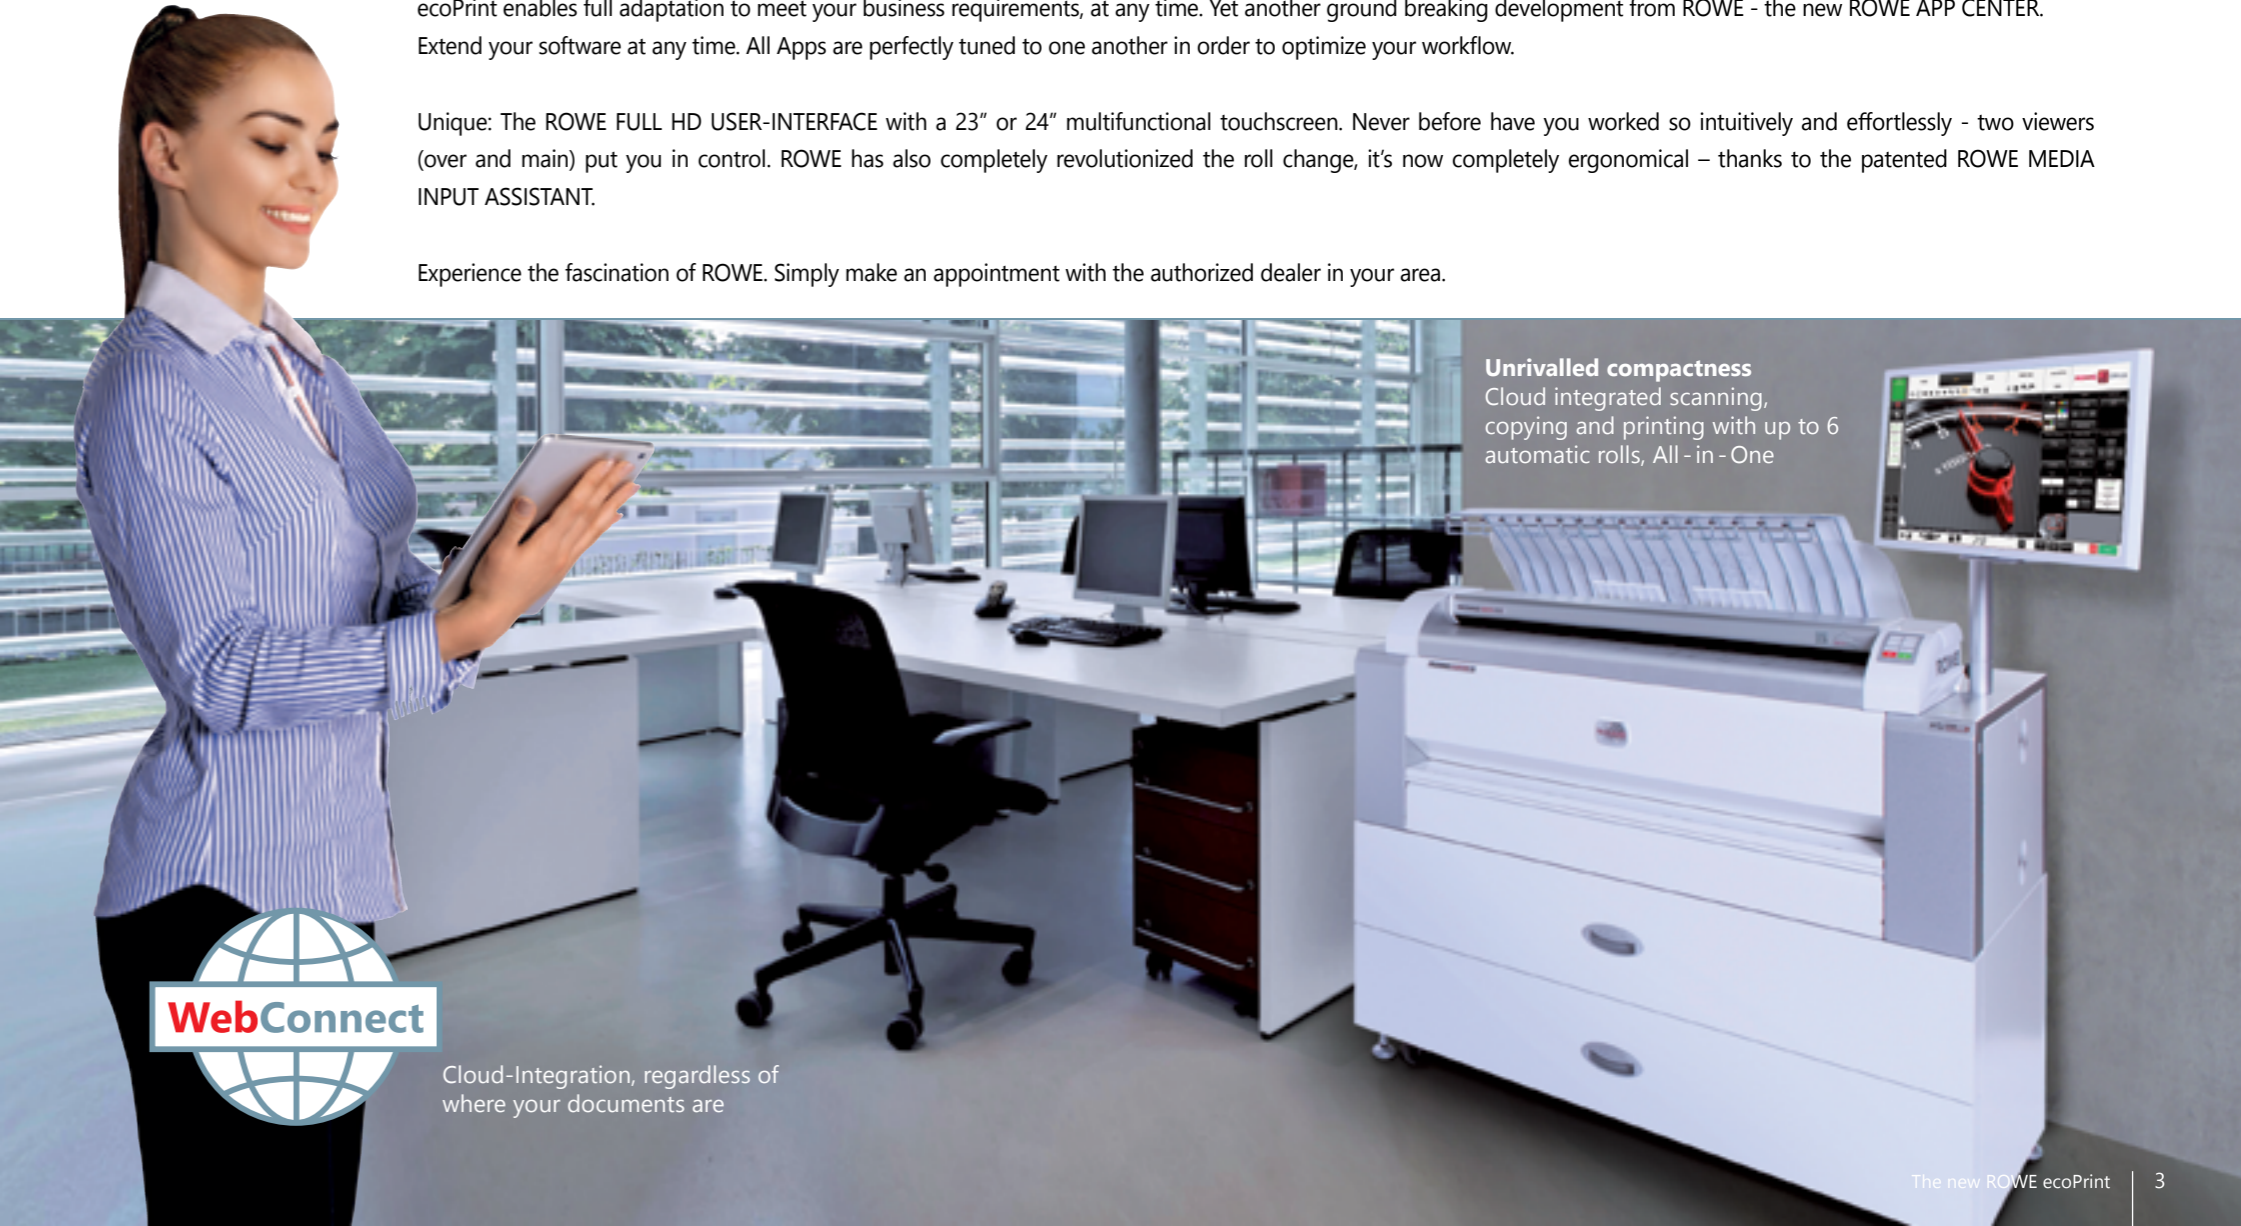 ecoPrint enables full adaptation to meet your business requirements, at any time. Yet another ground breaking development from ROWE - the new ROWE APP CENTER.
Extend your software at any time. All Apps are perfectly tuned to one another in order to optimize your workflow.
Unique: The ROWE FULL HD USER-INTERFACE with a 23” or 24” multifunctional touchscreen. Never before have you worked so intuitively and effortlessly - two viewers
(over and main) put you in control. ROWE has also completely revolutionized the roll change, it’s now completely ergonomical – thanks to the patented ROWE MEDIA
INPUT ASSISTANT.
Experience the fascination of ROWE. Simply make an appointment with the authorized dealer in your area.
Unrivalled compactness
Cloud integrated scanning,
copying and printing with up to 6
automatic rolls, All - in - One
ROWE
WebConnect
Cloud-Integration, regardless of
where your documents are
The new ROWE ecoPrint
3